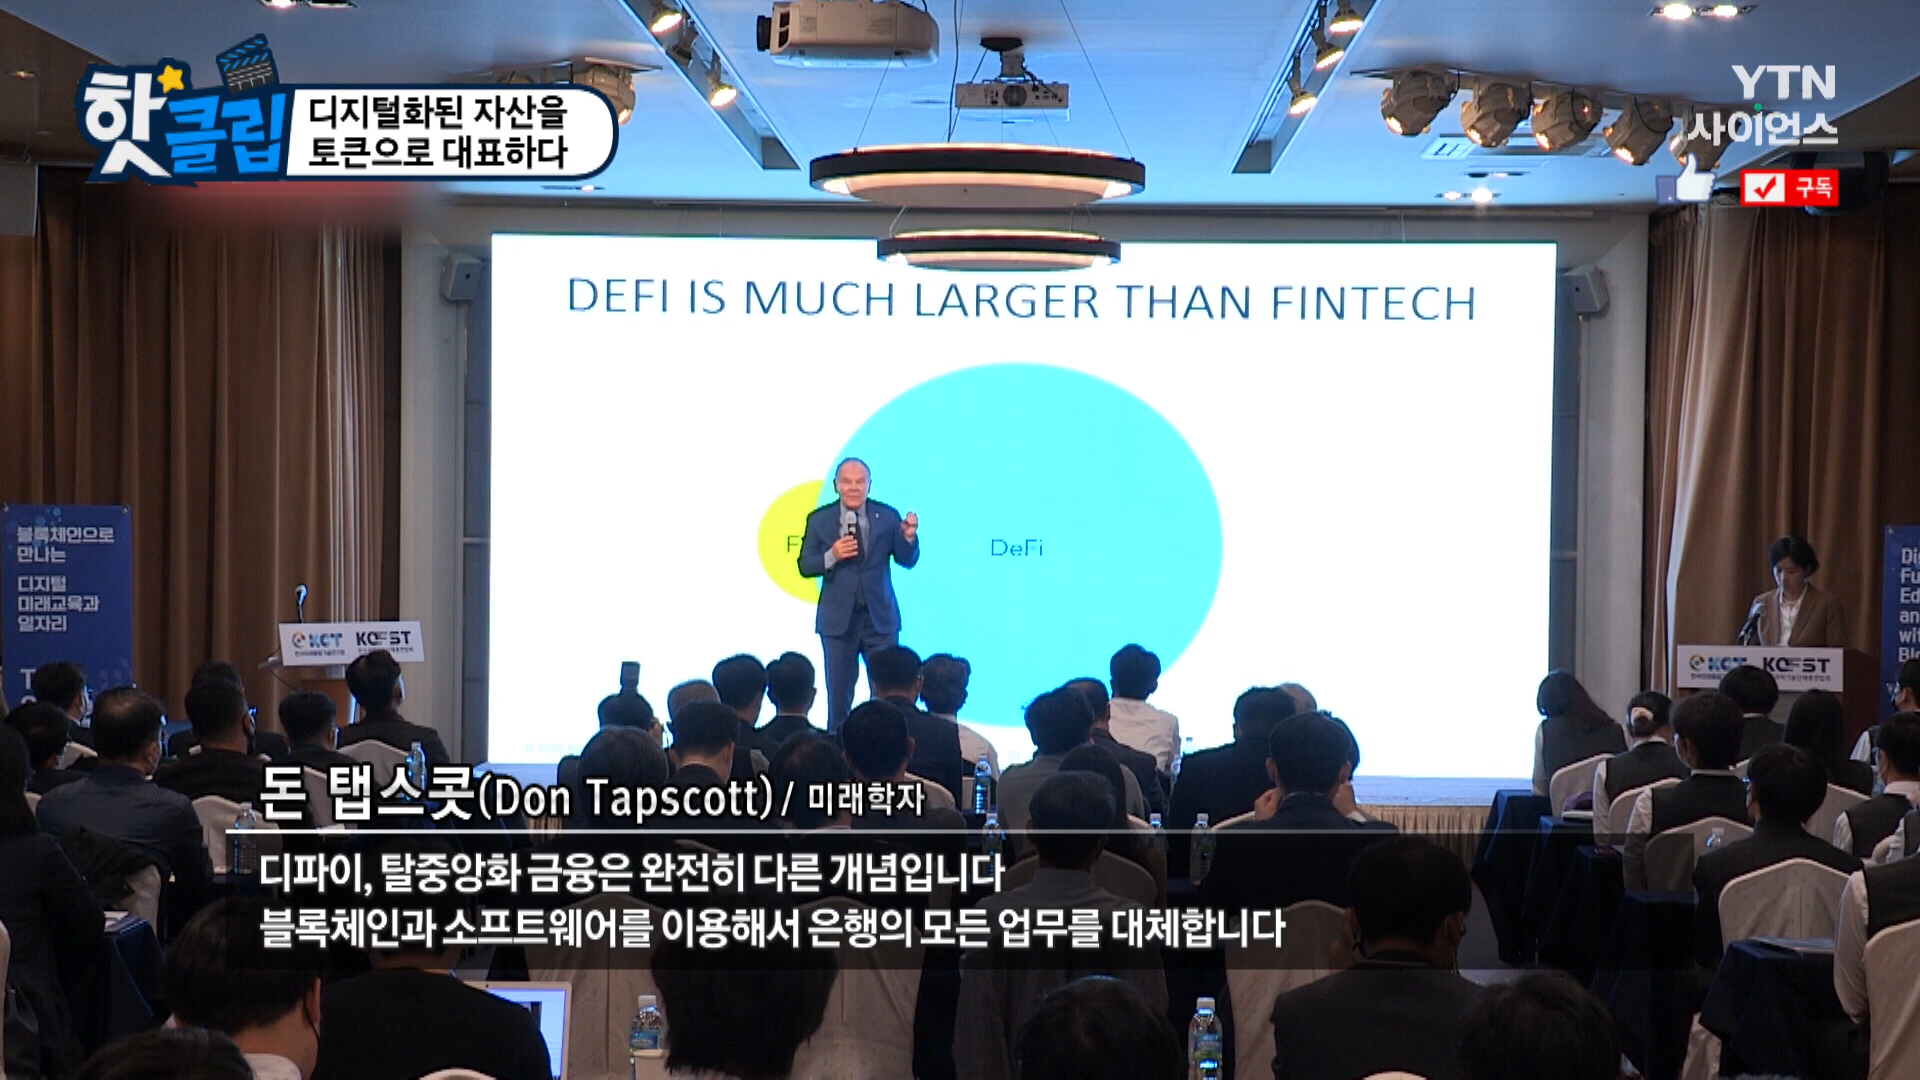 핫클립
디지털화된 자산을
토큰으로 대표하다
YTN
사이언스
구독
DEFI IS MUCH LARGER THAN FINTECH
DeFi
블록체인으로
만나는
디지털
미래교육과
일자리
KCT KOFST
KCT KOFST
돈 탭스콧(Don Tapscott) / 미래학자
디파이, 탈중앙화 금융은 완전히 다른 개념입니다
블록체인과 소프트웨어를 이용해서 은행의 모든 업무를 대체합니다